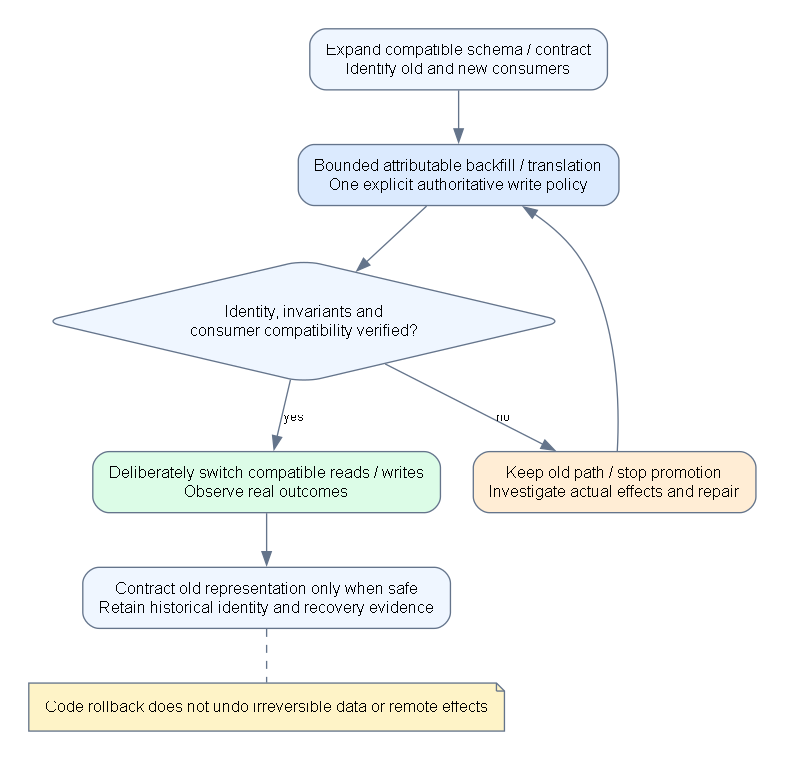 Expand compatible schema / contract
Identify old and new consumers
Bounded attributable backfill / translation
One explicit authoritative write policy
Identity, invariants and
consumer compatibility verified?
yes
no
Deliberately switch compatible reads / writes
Observe real outcomes
Keep old path / stop promotion
Investigate actual effects and repair
Contract old representation only when safe
Retain historical identity and recovery evidence
Code rollback does not undo irreversible data or remote effects